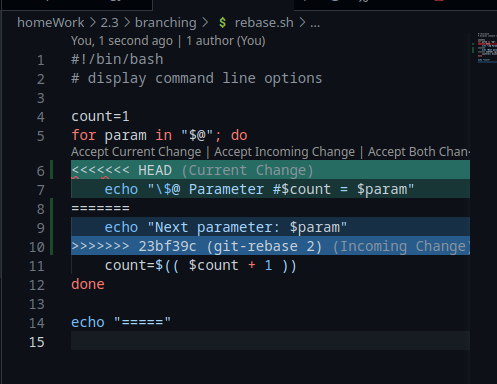 homeWork > 2.3 > branching > $ rebase.sh > ...
You, 1 second ago | 1 author (You)
1 #!/bin/bash
2 # display command line options
3
4 count=1
5 for param in "$@"; do
Accept Current Change | Accept Incoming Change | Accept Both Chan
6 <<<<<<< HEAD (Current Change)
7 echo "\$@ Parameter #$count = $param"
8 =======
9 echo "Next parameter: $param"
10 >>>>>>> 23bf39c (git-rebase 2) (Incoming Change)
11 count=$(( $count + 1 ))
12 done
13
14 echo "====="
15